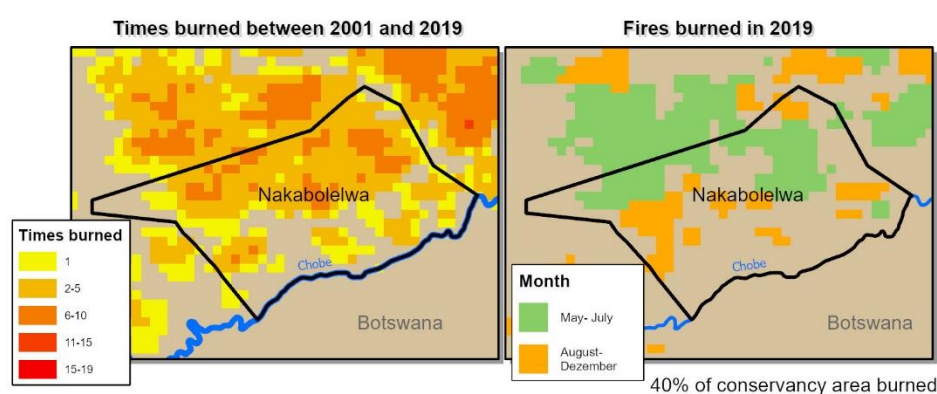 Times burned between 2001 and 2019
Nakabolelwa
Chobe
Botswana
Times burned
1
2-5
6-10
11-15
15-19
Fires burned in 2019
Nakabolelwa
Chobe
Botswana
Month
May- July
August-
Dezember
40% of conservancy area burned